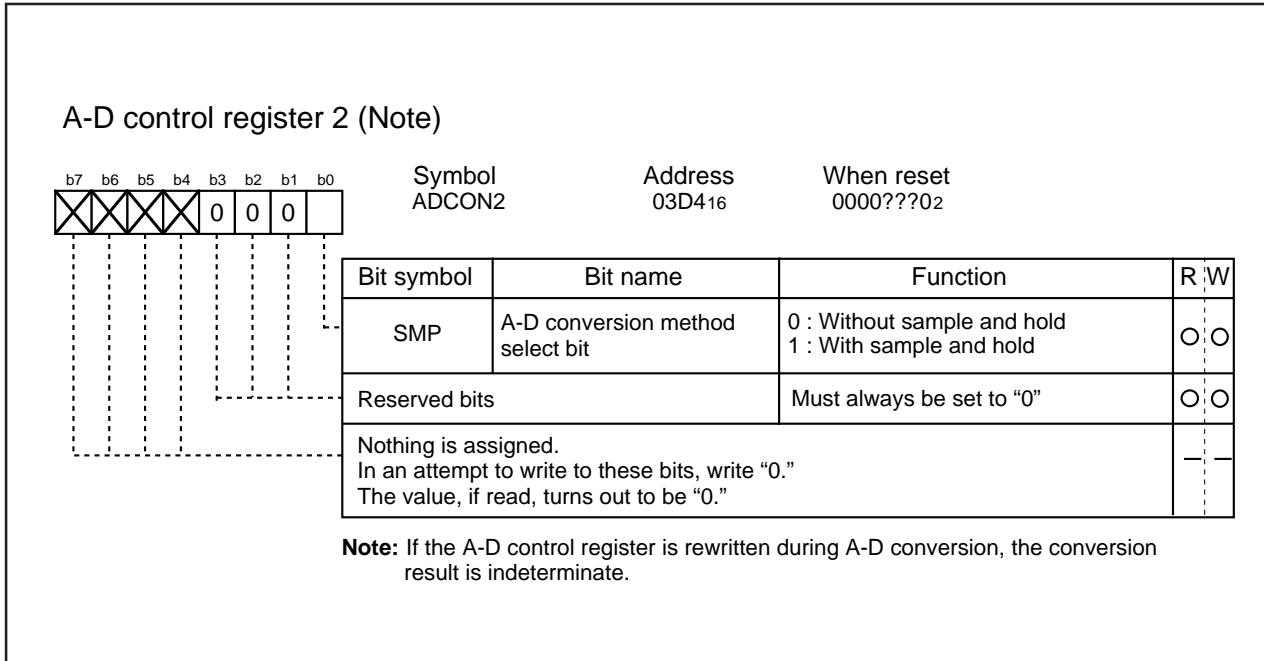 A-D control register 2 (Note)
b7 b6 b5 b4 b3 b2 b1 b0
0 0 0
Symbol Address When reset
ADCON2 03D416 0000???02
Bit symbol Bit name Function R W
SMP
A-D conversion method
select bit
0 : Without sample and hold
1 : With sample and hold
Reserved bits Must always be set to “0”
Nothing is assigned.
In an attempt to write to these bits, write “0.”
The value, if read, turns out to be “0.”
Note: If the A-D control register is rewritten during A-D conversion, the conversion
result is indeterminate.